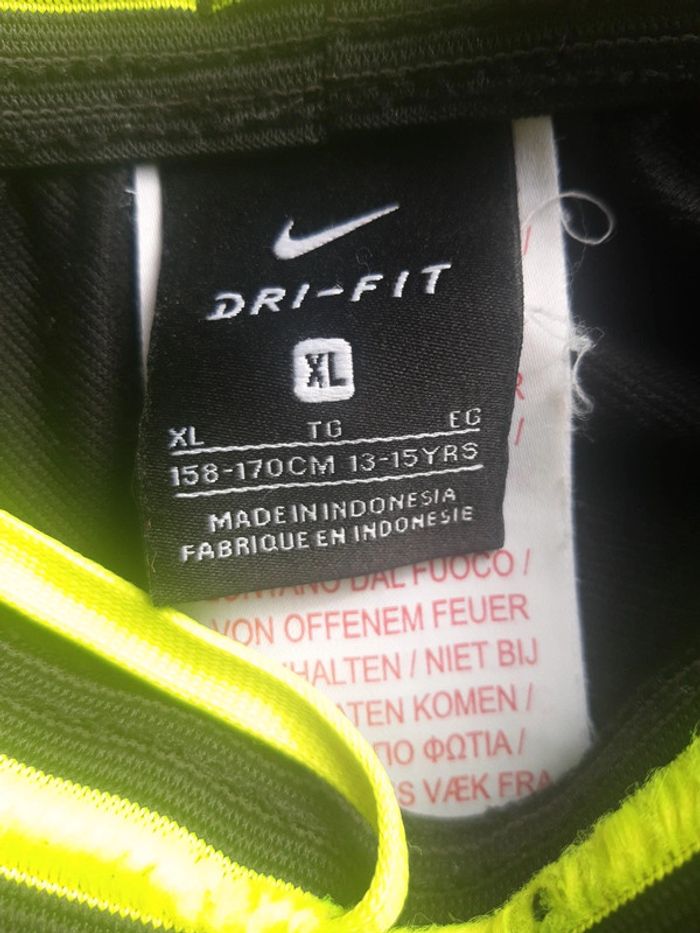 DRI-FIT
XL
XL TG EG
158-170CM 13-15YRS
MADE IN INDONESIA
FABRIQUE EN INDONESIE
DAL FUOCO /
VON OFFENEM FEUER
/ NIET BIJ
KOMEN /
ΦΩΤΙΑ /
VÆK FRA